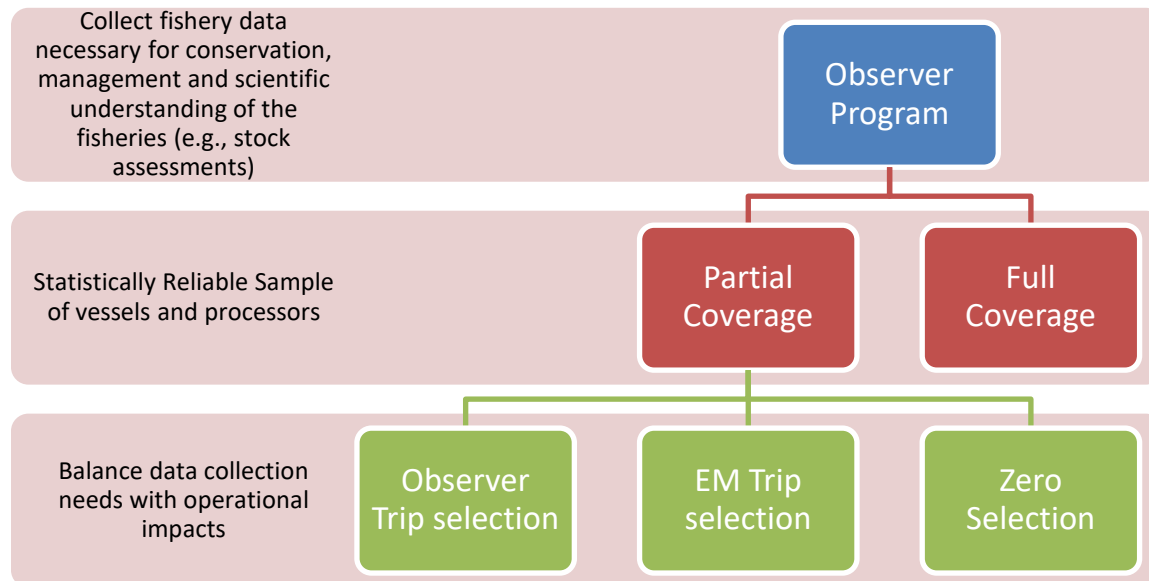 Collect fishery data
necessary for conservation,
management and scientific
understanding of the
fisheries (e.g., stock
assessments)
Observer
Program
Statistically Reliable Sample
of vessels and processors
Partial
Coverage
Full
Coverage
Balance data collection
needs with operational
impacts
Observer
Trip selection
EM Trip
selection
Zero
Selection